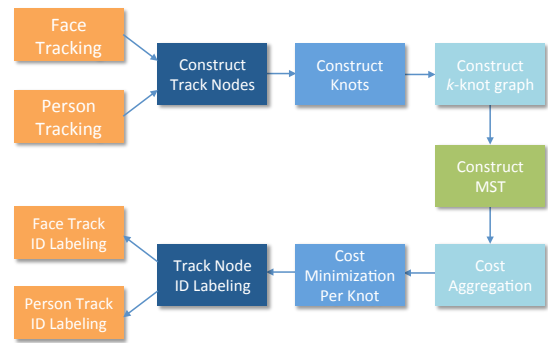 Face
Tracking
Person
Tracking
Construct
Track Nodes
Construct
Knots
Construct
k-knot graph
Construct
MST
Cost
Aggregation
Cost
Minimization
Per Knot
Track Node
ID Labeling
Face Track
ID Labeling
Person Track
ID Labeling